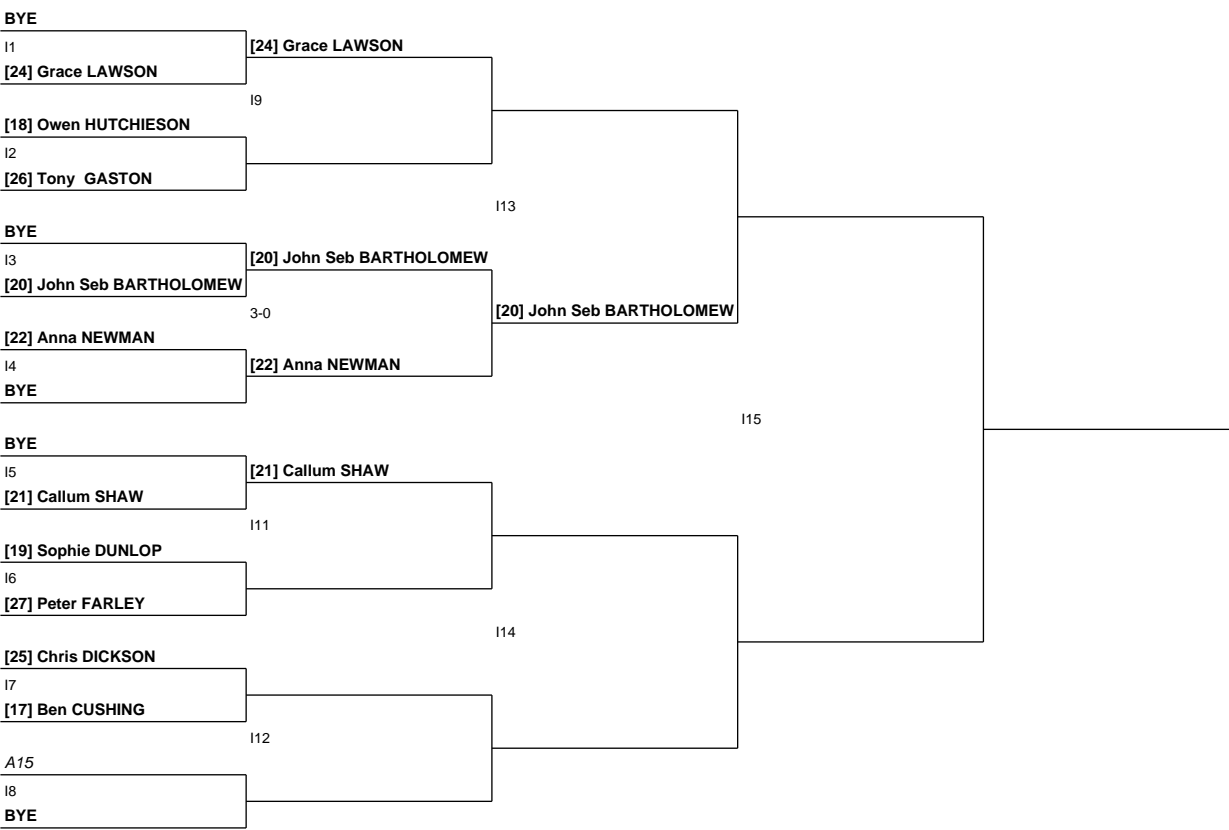 BYE
I1
[24] Grace LAWSON
[24] Grace LAWSON
I9
[18] Owen HUTCHIESON
I2
[26] Tony  GASTON
I13
BYE
I3
[20] John Seb BARTHOLOMEW
[20] John Seb BARTHOLOMEW
3-0
[20] John Seb BARTHOLOMEW
[22] Anna NEWMAN
I4
BYE
[22] Anna NEWMAN
I15
BYE
I5
[21] Callum SHAW
[21] Callum SHAW
I11
[19] Sophie DUNLOP
I6
[27] Peter FARLEY
I14
[25] Chris DICKSON
I7
[17] Ben CUSHING
I12
A15
I8
BYE